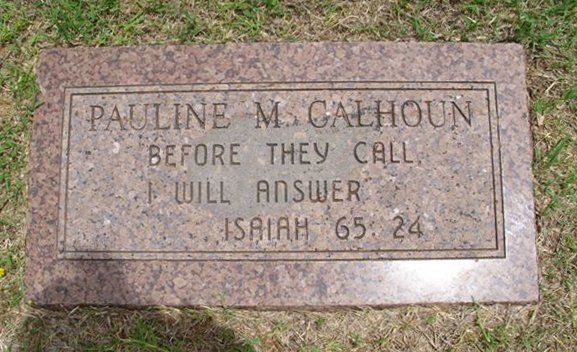 PAULINE M. CALHOUN
BEFORE THEY CALL
I WILL ANSWER
ISAIAH 65:24